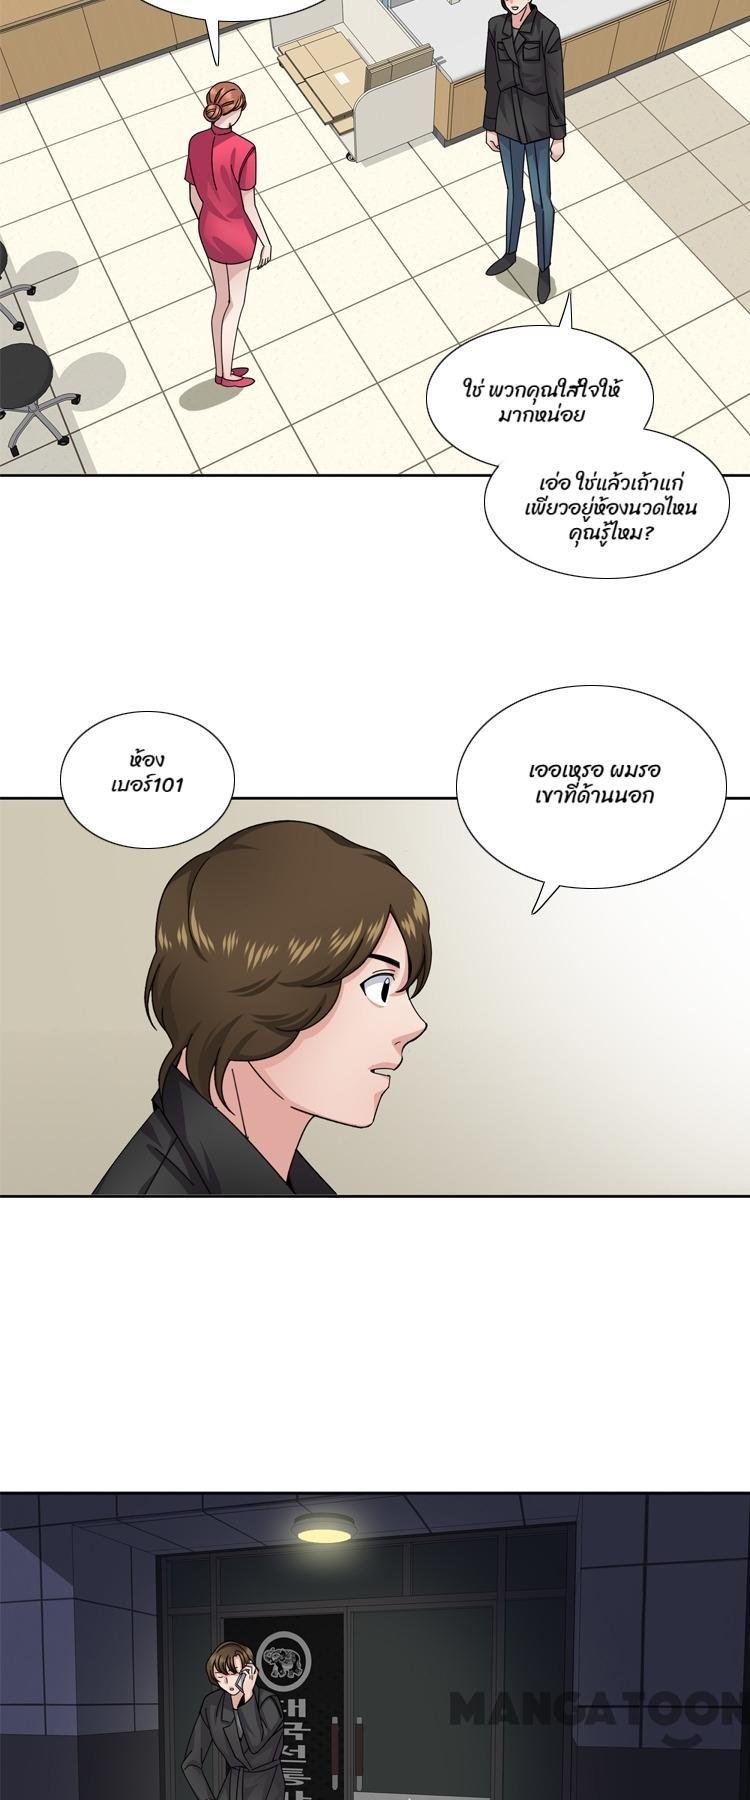 ใช่ พวกคุณใส่ใจให้
มากหน่อย
เอ่อ ใช่แล้วเถ้าแก่
เพียวอยู่ห้องนวดไหน
คุณรู้ไหม?
ห้อง
เบอร์101
เออเหรอ ผมรอ
เขาที่ด้านนอก
MANGATOON
태국전통